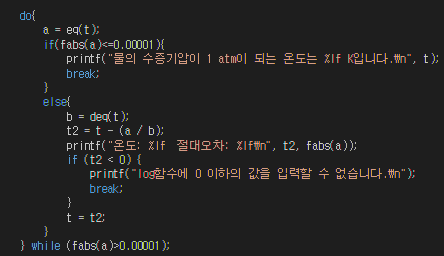 do{
a = eq(t);
if(fabs(a)<=0.00001){
printf("물의 수증기압이 1 atm이 되는 온도는 %lf K입니다.₩n", t);
break;
}
else{
b = deq(t);
t2 = t - (a / b);
printf("온도: %lf  절대오차: %lf₩n", t2, fabs(a));
if (t2 < 0) {
printf("log함수에 0 이하의 값을 입력할 수 없습니다.₩n");
break;
}
t = t2;
}
} while (fabs(a)>0.00001);